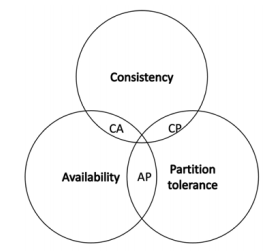 Consistency
CA
CP
Availability
AP
Partition
tolerance